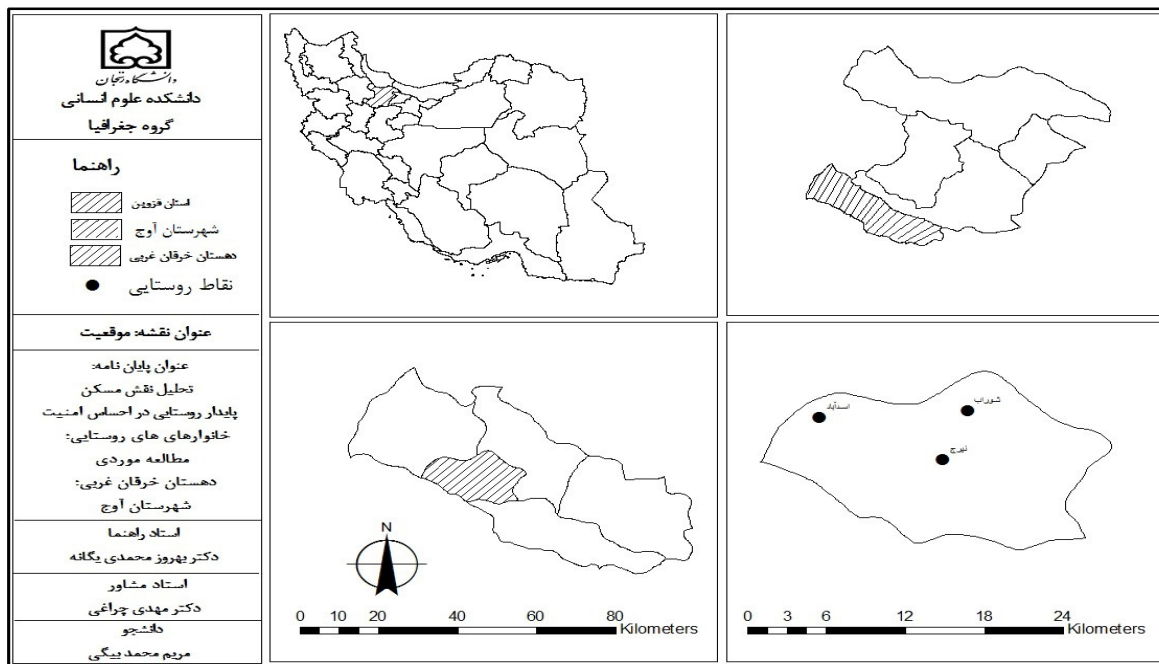 دانشگاه زنجان
دانشکده علوم انسانی
گروه جغرافیا
راهنما
استان قزوین
شهرستان آوج
دهستان خرقان غربی
نقاط روستایی
عنوان نقشه: موقعیت
عنوان پایان نامه:
تحلیل نقش مسکن
پایدار روستایی در احساس امنیت
خانوارهای های روستایی:
مطالعه موردی
دهستان خرقان غربی:
شهرستان آوج
استاد راهنما
دکتر بهروز محمدی یگانه
استاد مشاور
دکتر مهدی چراغی
دانشجو
مریم محمد بیگی
N
0 10 20 40 60 80
Kilometers
اسدآباد
شوراب
نیرج
0 3 6 12 18 24
Kilometers